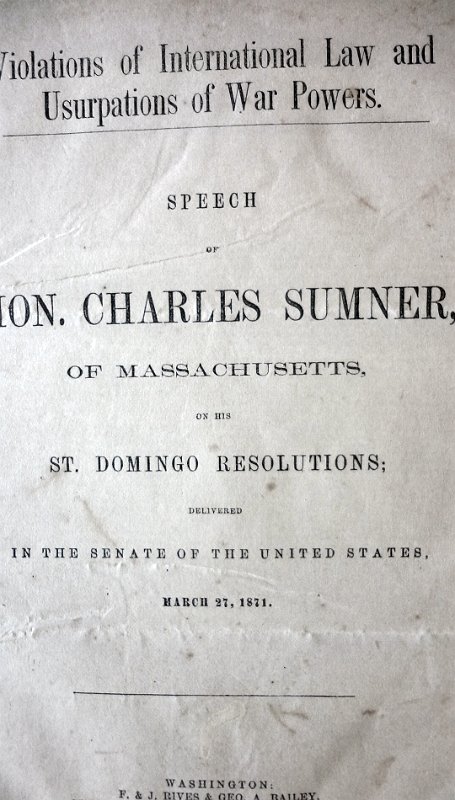 Violations of International Law and
Usurpations of War Powers.
SPEECH
OF
HON. CHARLES SUMNER,
OF MASSACHUSETTS,
ON HIS
ST. DOMINGO RESOLUTIONS;
DELIVERED
IN THE SENATE OF THE UNITED STATES,
MARCH 27, 1871.
WASHINGTON:
F. & J. RIVES & GEO. A. BAILEY,